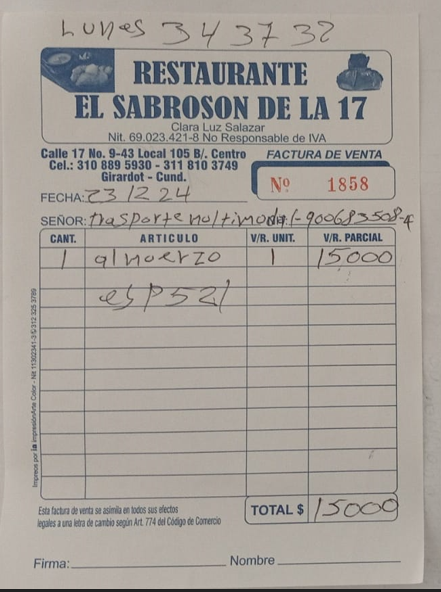 Lunes 34 37 32
RESTAURANTE
EL SABROSON DE LA 17
Clara Luz Salazar
Nit. 69.023.421-8 No Responsable de IVA
Calle 17 No. 9-43 Local 105 B/. Centro
Cel.: 310 889 5930 - 311 810 3749
Girardot - Cund.
FACTURA DE VENTA
Nº 1858
FECHA: 23/12 24
SEÑOR: trasporte multimodal-900683508-4
CANT. ARTICULO V/R. UNIT. V/R. PARCIAL
1 almuerzo 1 15000
esp521
Esta factura de venta se asimila en todos sus efectos
legales a una letra de cambio según Art. 774 del Código de Comercio
TOTAL $ 15000
Firma: Nombre